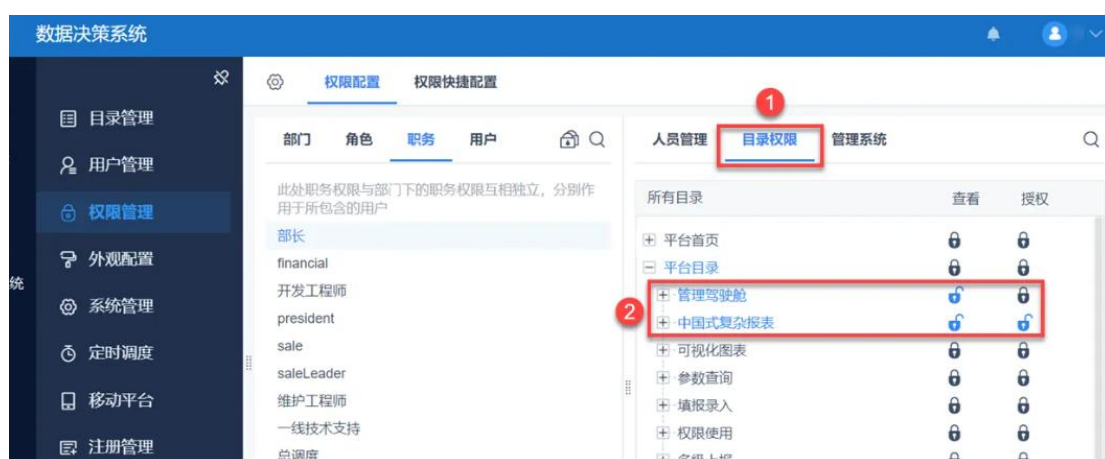 数据决策系统
权限配置 权限快捷配置
目录管理
用户管理
权限管理
外观配置
统
系统管理
定时调度
移动平台
注册管理
部门 角色 职务 用户
此处职务权限与部门下的职务权限互相独立，分别作
用于所包含的用户
部长
financial
开发工程师
president
sale
saleLeader
维护工程师
一线技术支持
总调度
1
人员管理 目录权限 管理系统
所有目录 查看 授权
平台首页
平台目录
2
管理驾驶舱
中国式复杂报表
可视化图表
参数查询
填报录入
权限使用
多级上报